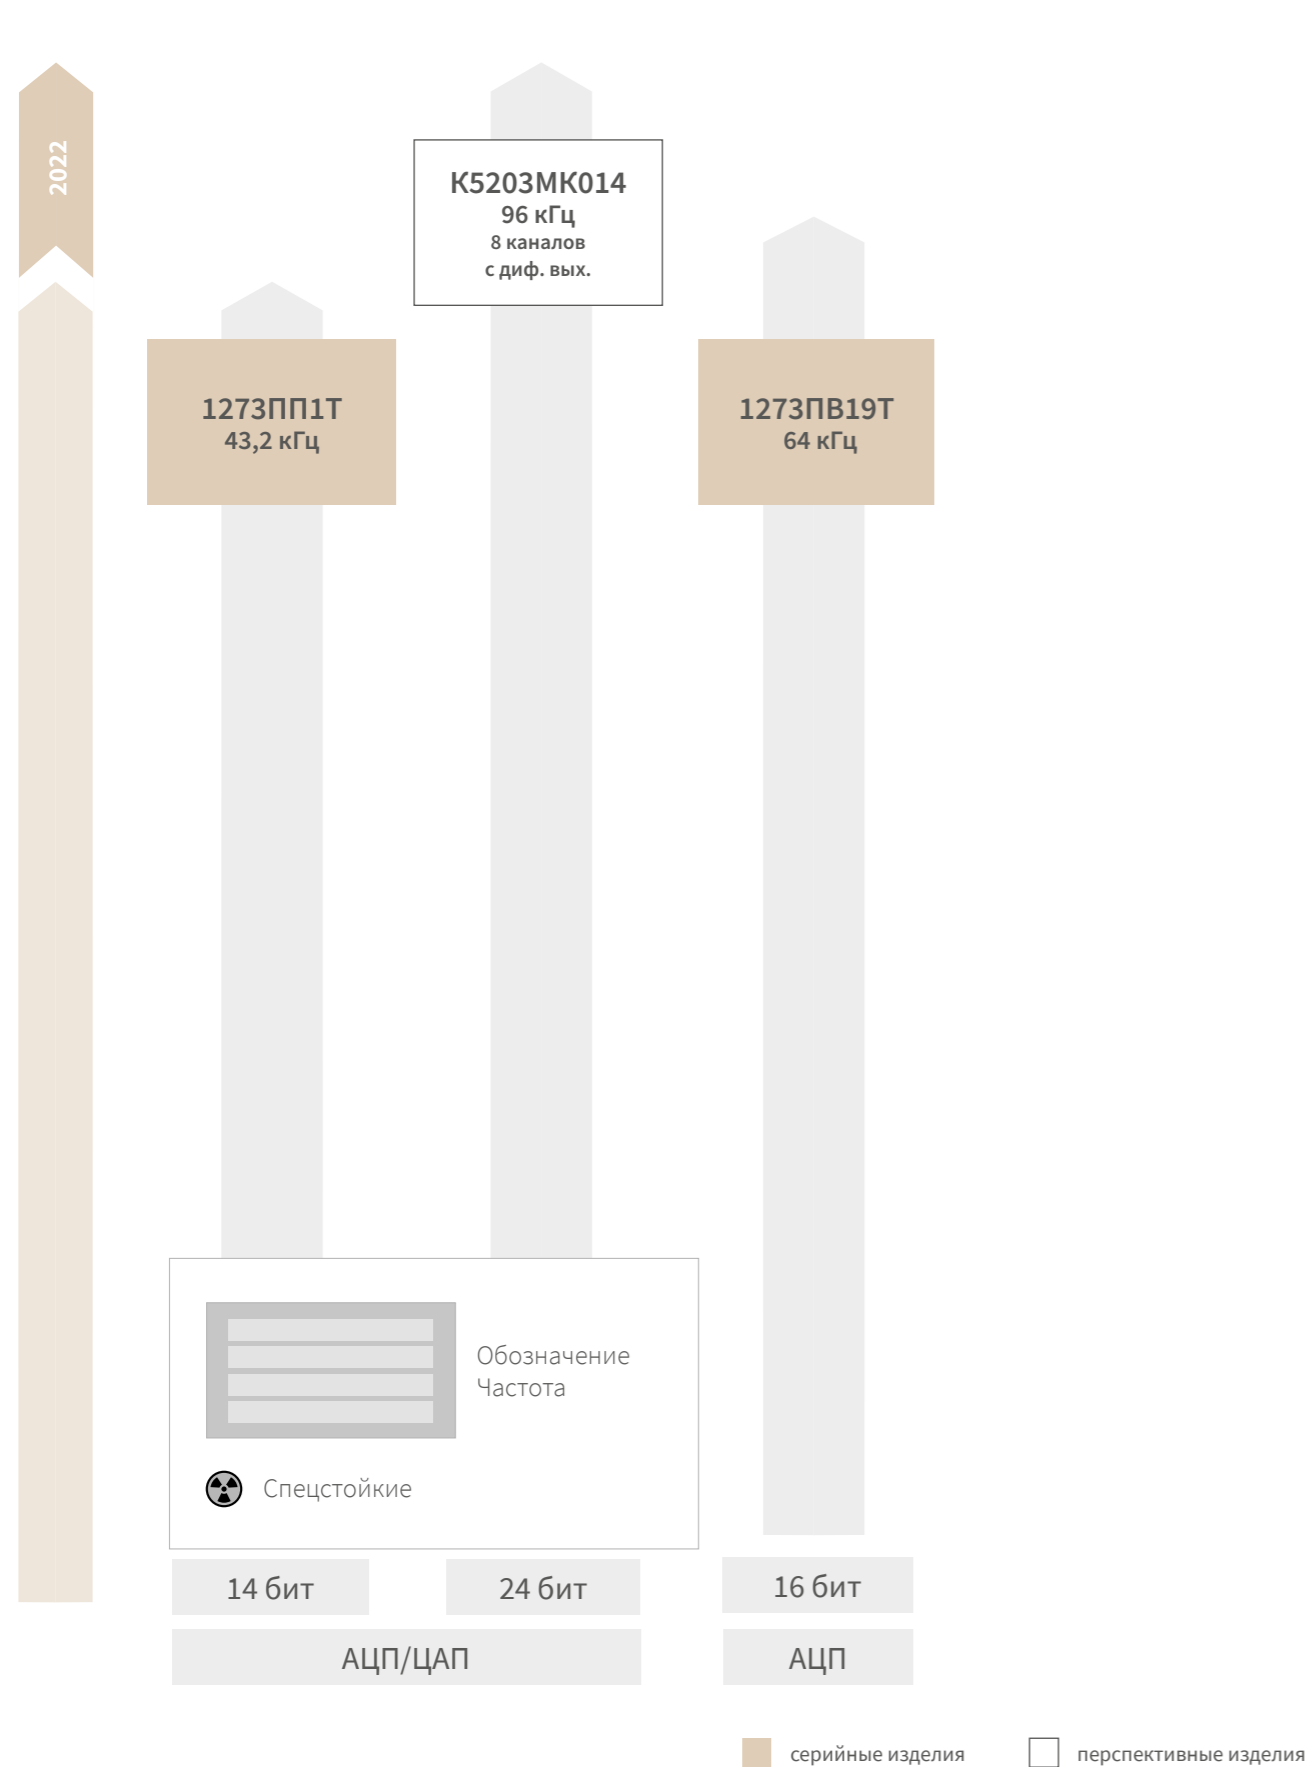 2022
К5203МК014
96 кГц
8 каналов
с диф. вых.
1273ПП1Т
43,2 кГц
1273ПВ19Т
64 кГц
Обозначение
Частота
Спецстойкие
14 бит
24 бит
16 бит
АЦП/ЦАП
АЦП
серийные изделия
перспективные изделия